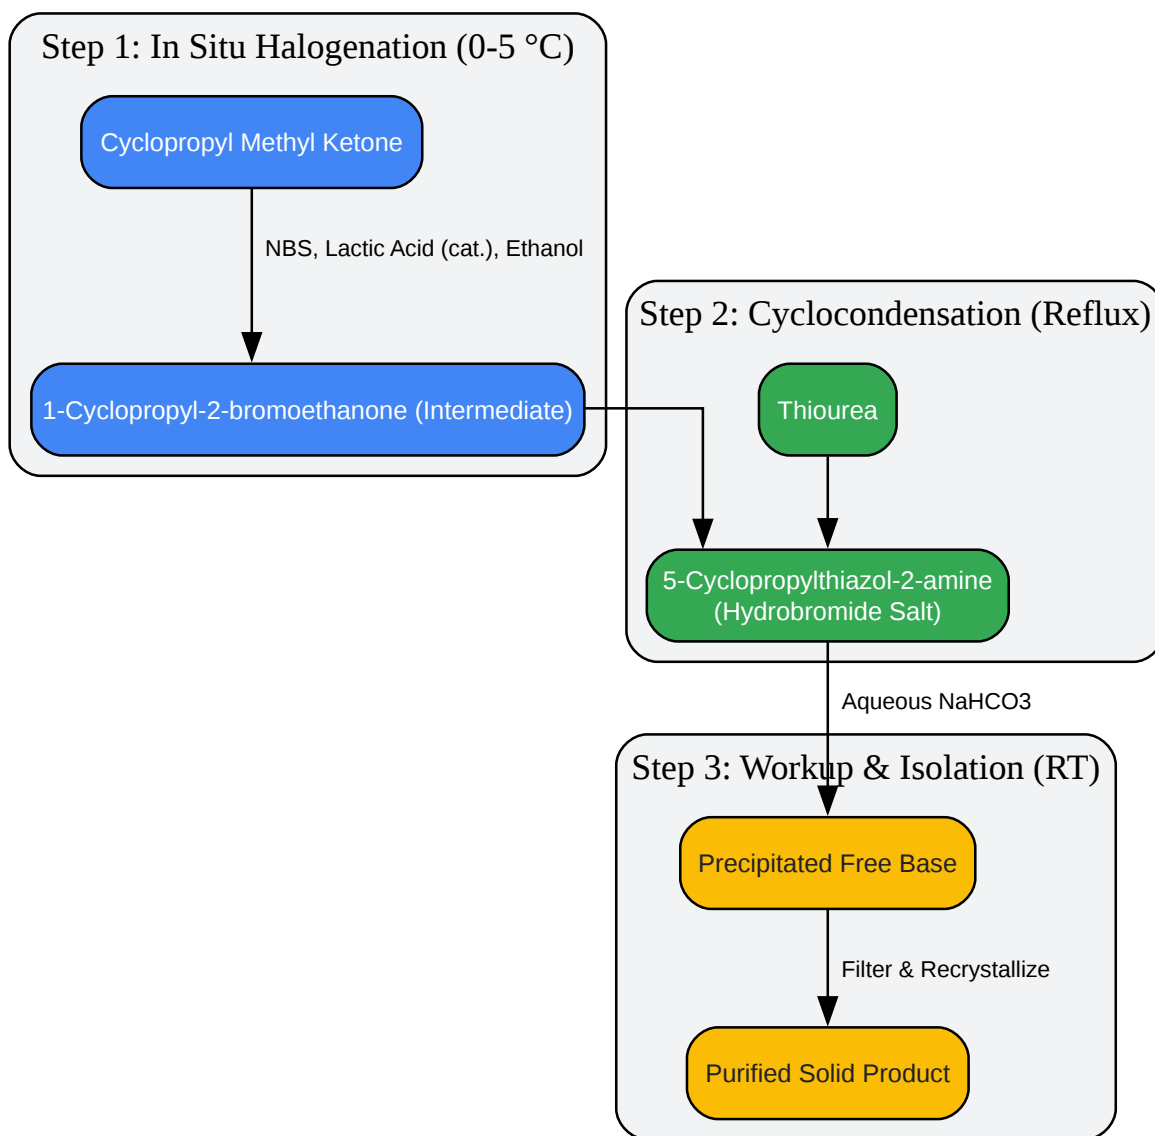 Step 1: In Situ Halogenation (0-5 °C)
Cyclopropyl Methyl Ketone
NBS, Lactic Acid (cat.), Ethanol
1-Cyclopropyl-2-bromoethanone (Intermediate)
Step 2: Cyclocondensation (Reflux)
Thiourea
5-Cyclopropylthiazol-2-amine
(Hydrobromide Salt)
Aqueous NaHCO3
Step 3: Workup & Isolation (RT)
Precipitated Free Base
Filter & Recrystallize
Purified Solid Product